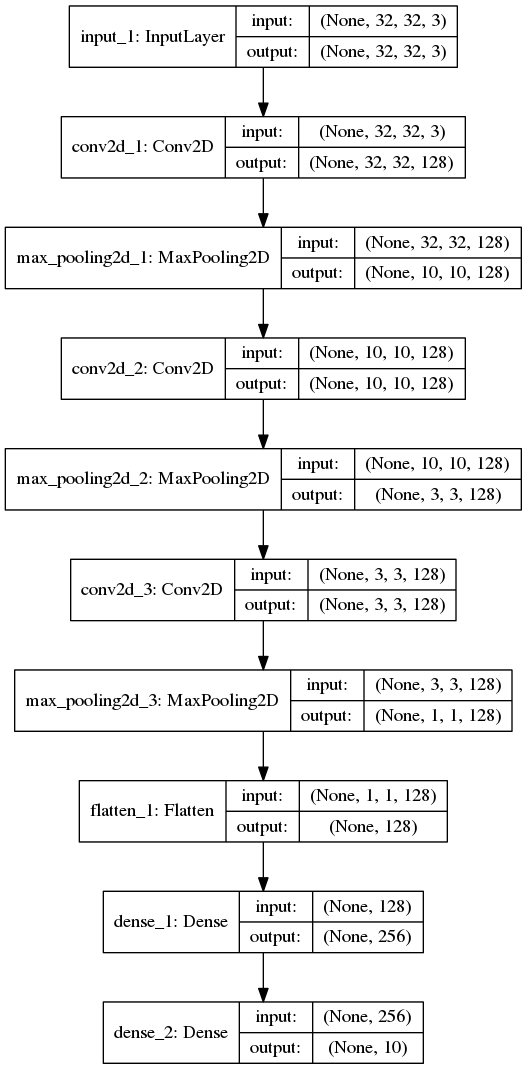 input_1: InputLayer
input: (None, 32, 32, 3)
output: (None, 32, 32, 3)
conv2d_1: Conv2D
input: (None, 32, 32, 3)
output: (None, 32, 32, 128)
max_pooling2d_1: MaxPooling2D
input: (None, 32, 32, 128)
output: (None, 10, 10, 128)
conv2d_2: Conv2D
input: (None, 10, 10, 128)
output: (None, 10, 10, 128)
max_pooling2d_2: MaxPooling2D
input: (None, 10, 10, 128)
output: (None, 3, 3, 128)
conv2d_3: Conv2D
input: (None, 3, 3, 128)
output: (None, 3, 3, 128)
max_pooling2d_3: MaxPooling2D
input: (None, 3, 3, 128)
output: (None, 1, 1, 128)
flatten_1: Flatten
input: (None, 1, 1, 128)
output: (None, 128)
dense_1: Dense
input: (None, 128)
output: (None, 256)
dense_2: Dense
input: (None, 256)
output: (None, 10)